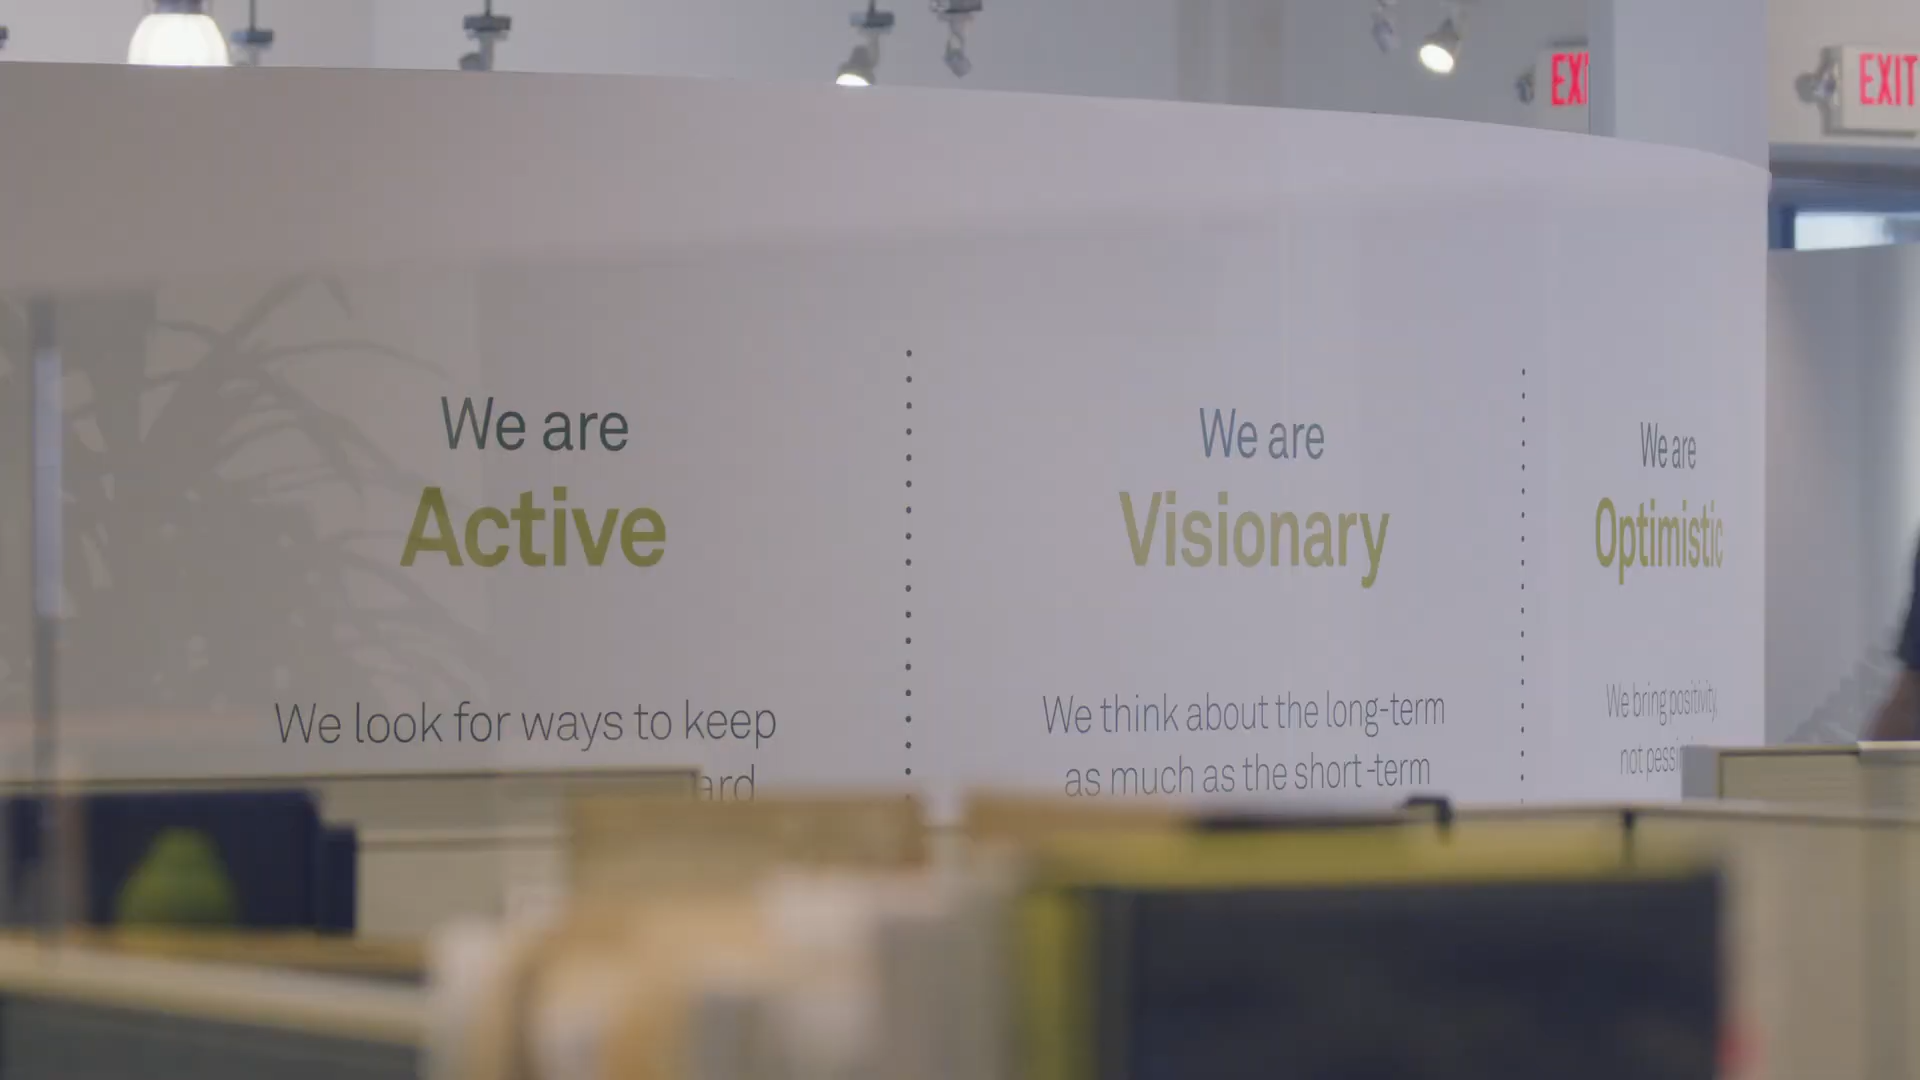 EXIT
We are
Active
We look for ways to keep
We are
Visionary
We think about the long-term
as much as the short-term
We are
Optimistic
We bring positivity,
not